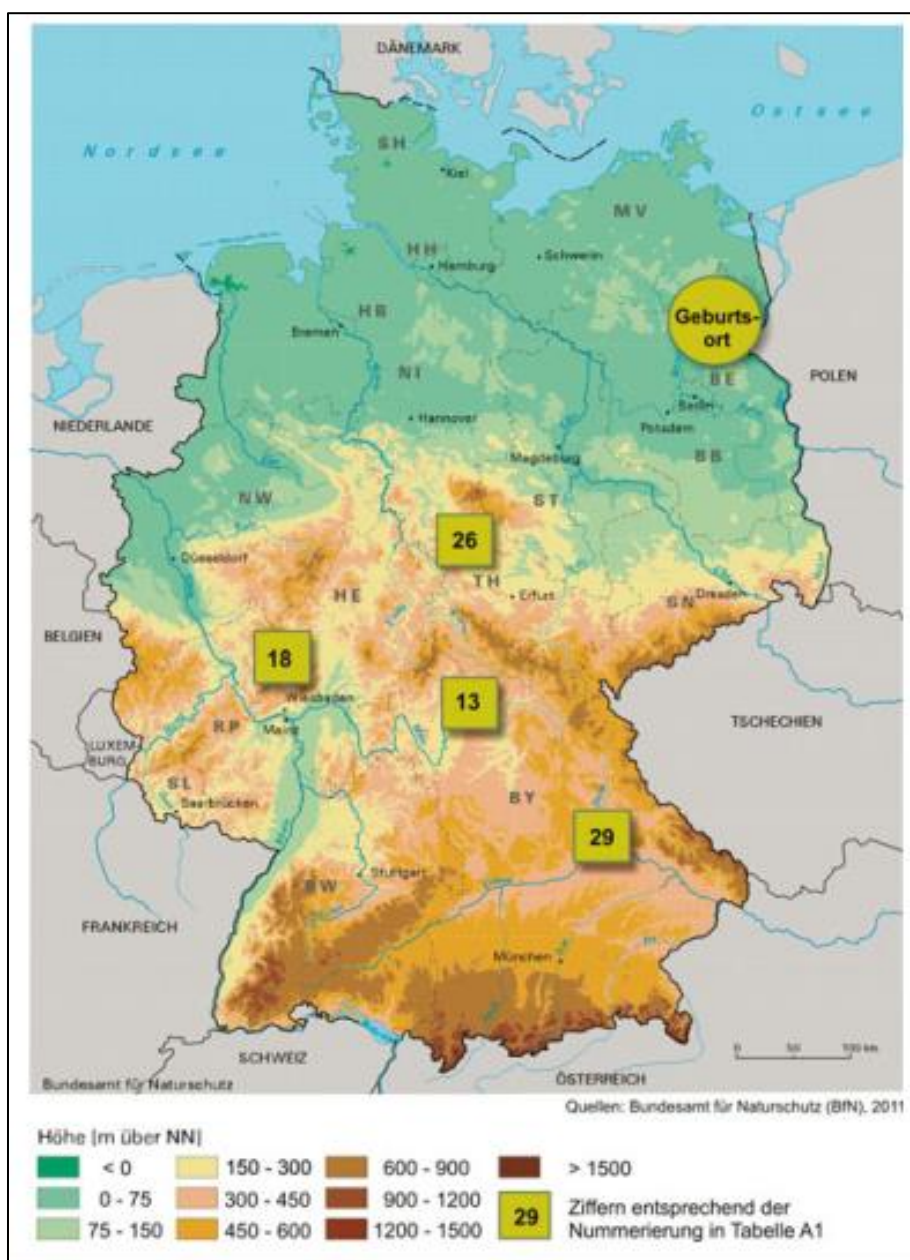 DÄNEMARK
Nordsee
Ostsee
SH
Kiel
MV
HH
Hamburg
Schwerin
HB
Bremen
Geburts-
ort
NI
BE
POLEN
Berlin
Hannover
Potsdam
NIEDERLANDE
Magdeburg
BB
NW
ST
26
Düsseldorf
TH
HE
Erfurt
SN
Dresden
BELGIEN
18
Wiesbaden
13
Mainz
RP
TSCHECHIEN
LUXEM-
BURG
SL
BY
Saarbrücken
29
Stuttgart
BW
FRANKREICH
München
0 50 100 km
SCHWEIZ
ÖSTERREICH
Bundesamt für Naturschutz
Quellen: Bundesamt für Naturschutz (BfN), 2011
Höhe [m über NN]
< 0
150 - 300
600 - 900
> 1500
0 - 75
300 - 450
900 - 1200
29
Ziffern entsprechend der
Nummerierung in Tabelle A1
75 - 150
450 - 600
1200 - 1500